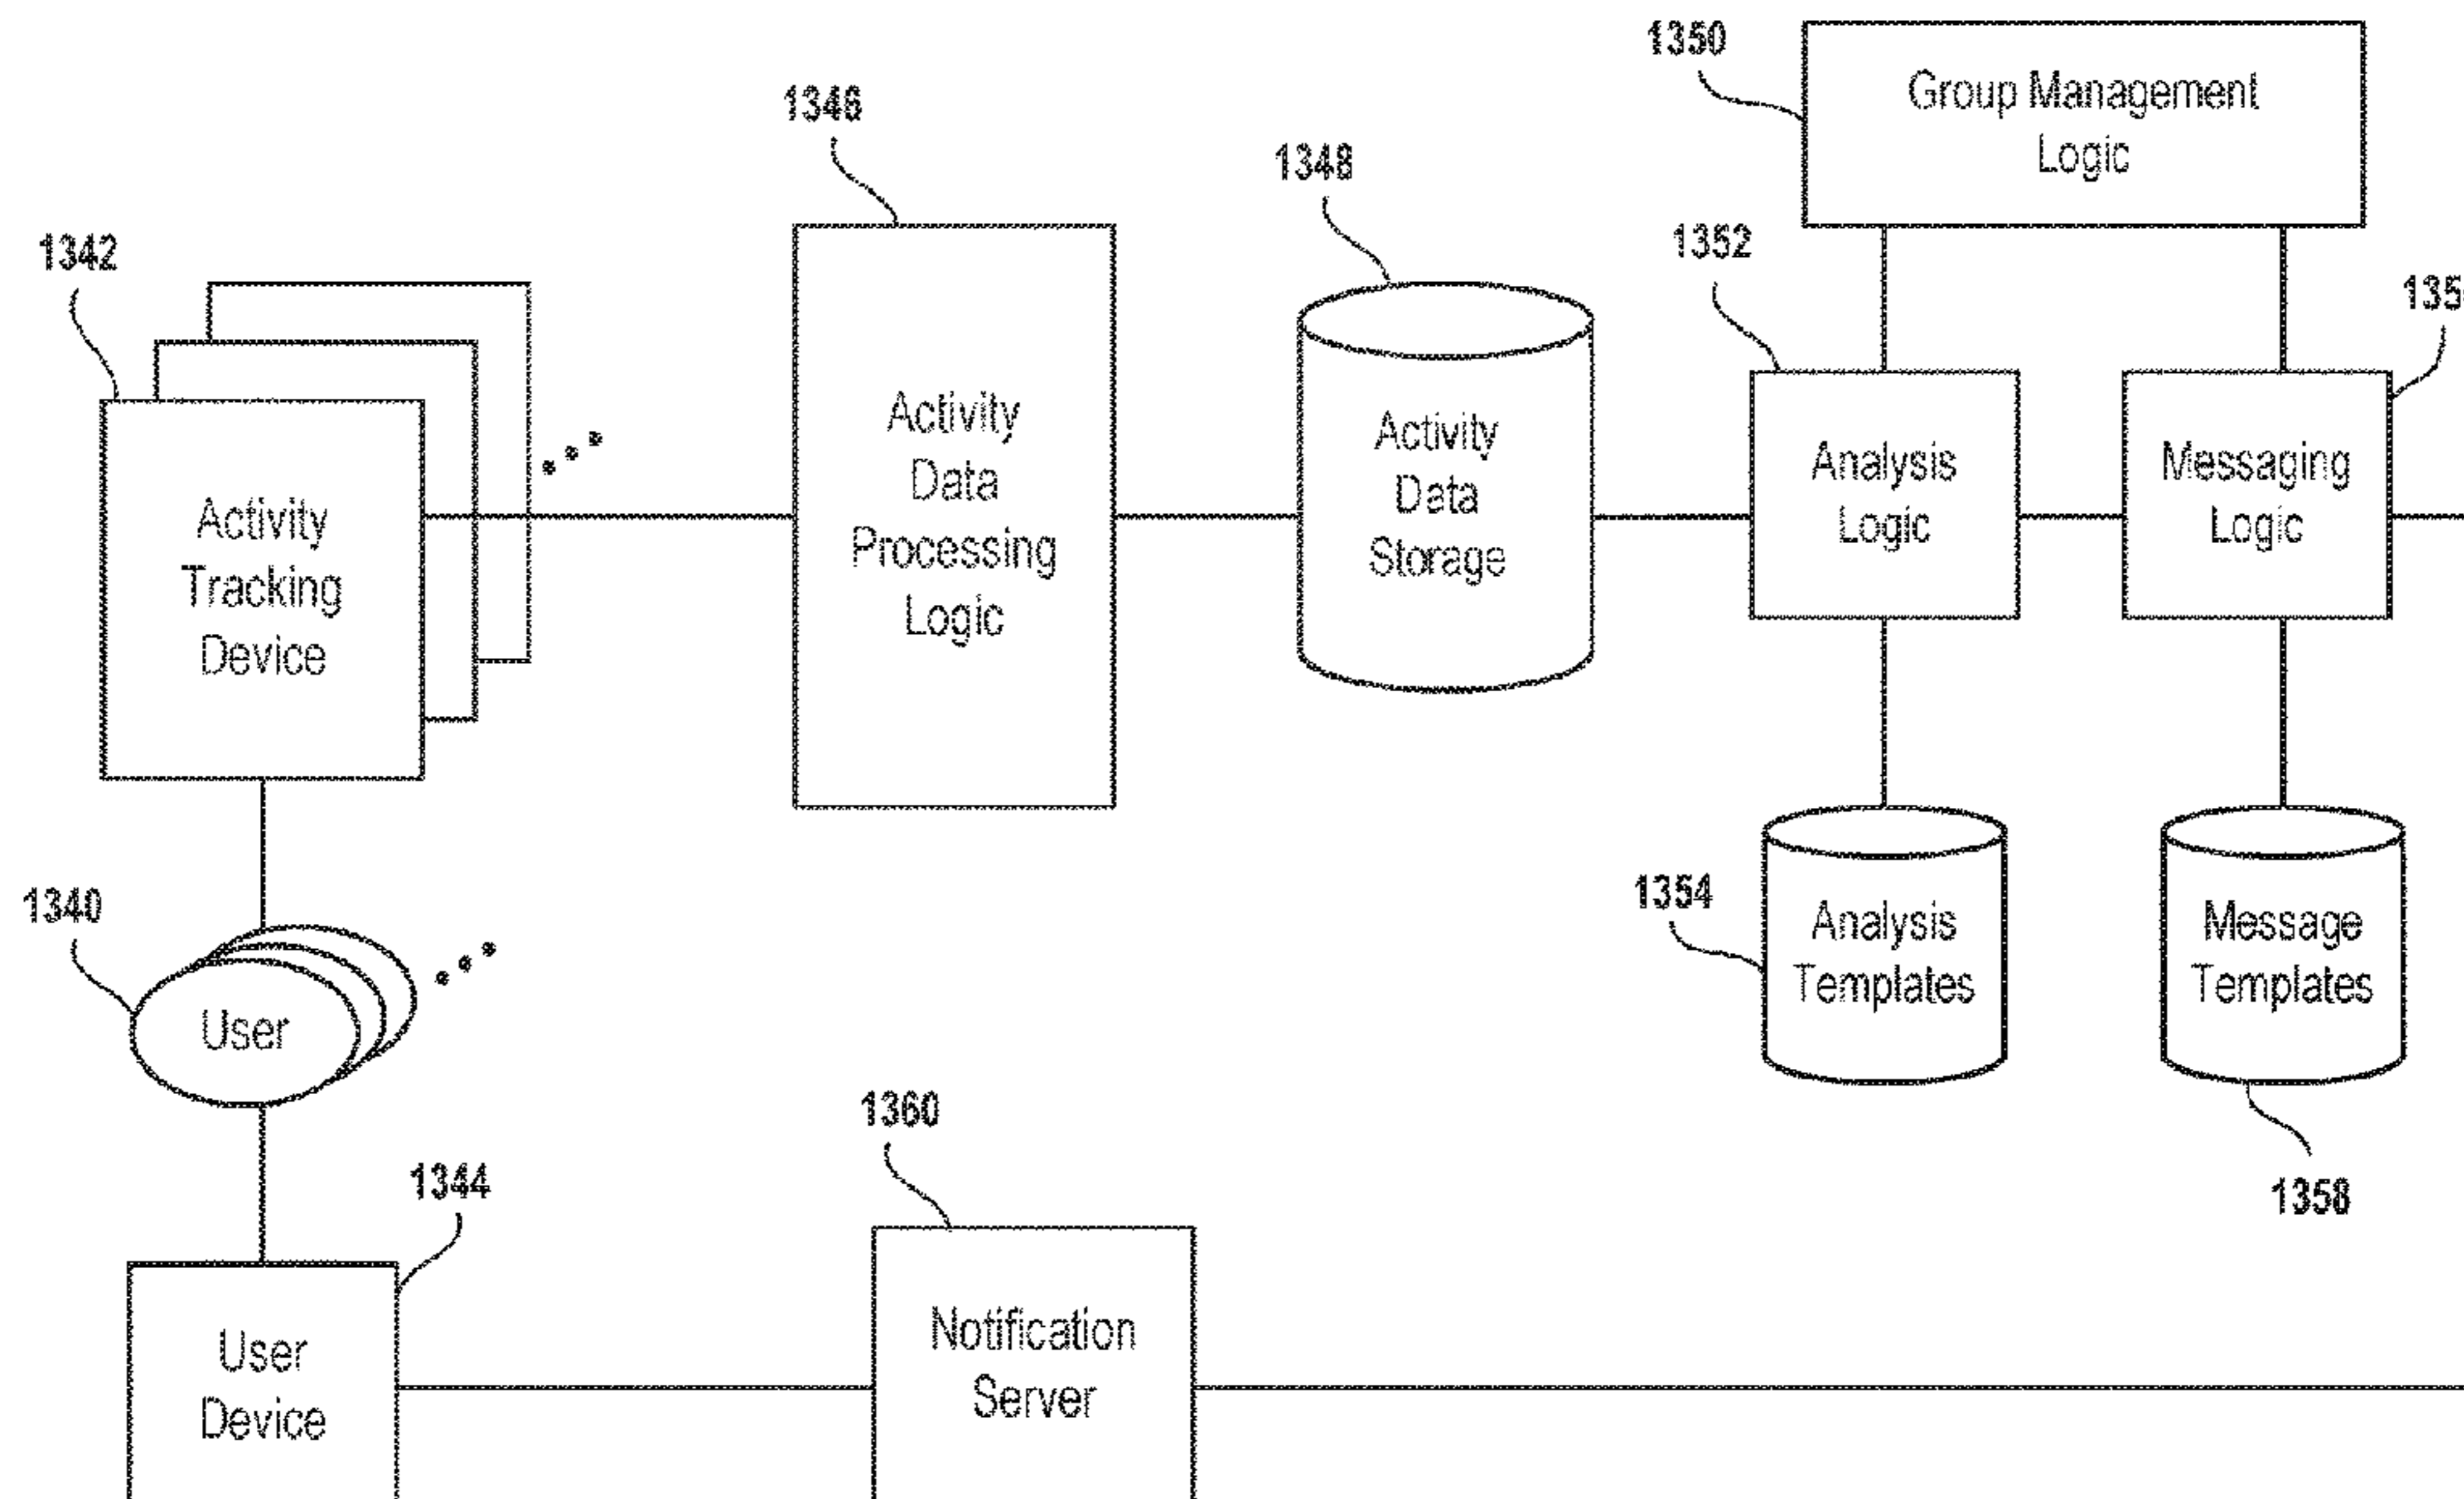 1350
Group Management
Logic
1346
1348
1342
1352
135
Activity
Tracking
Device
Activity
Data
Processing
Logic
Activity
Data
Storage
Analysis
Logic
Messaging
Logic
1340
User
1354
Analysis
Templates
Message
Templates
1358
1344
1360
User
Device
Notification
Server